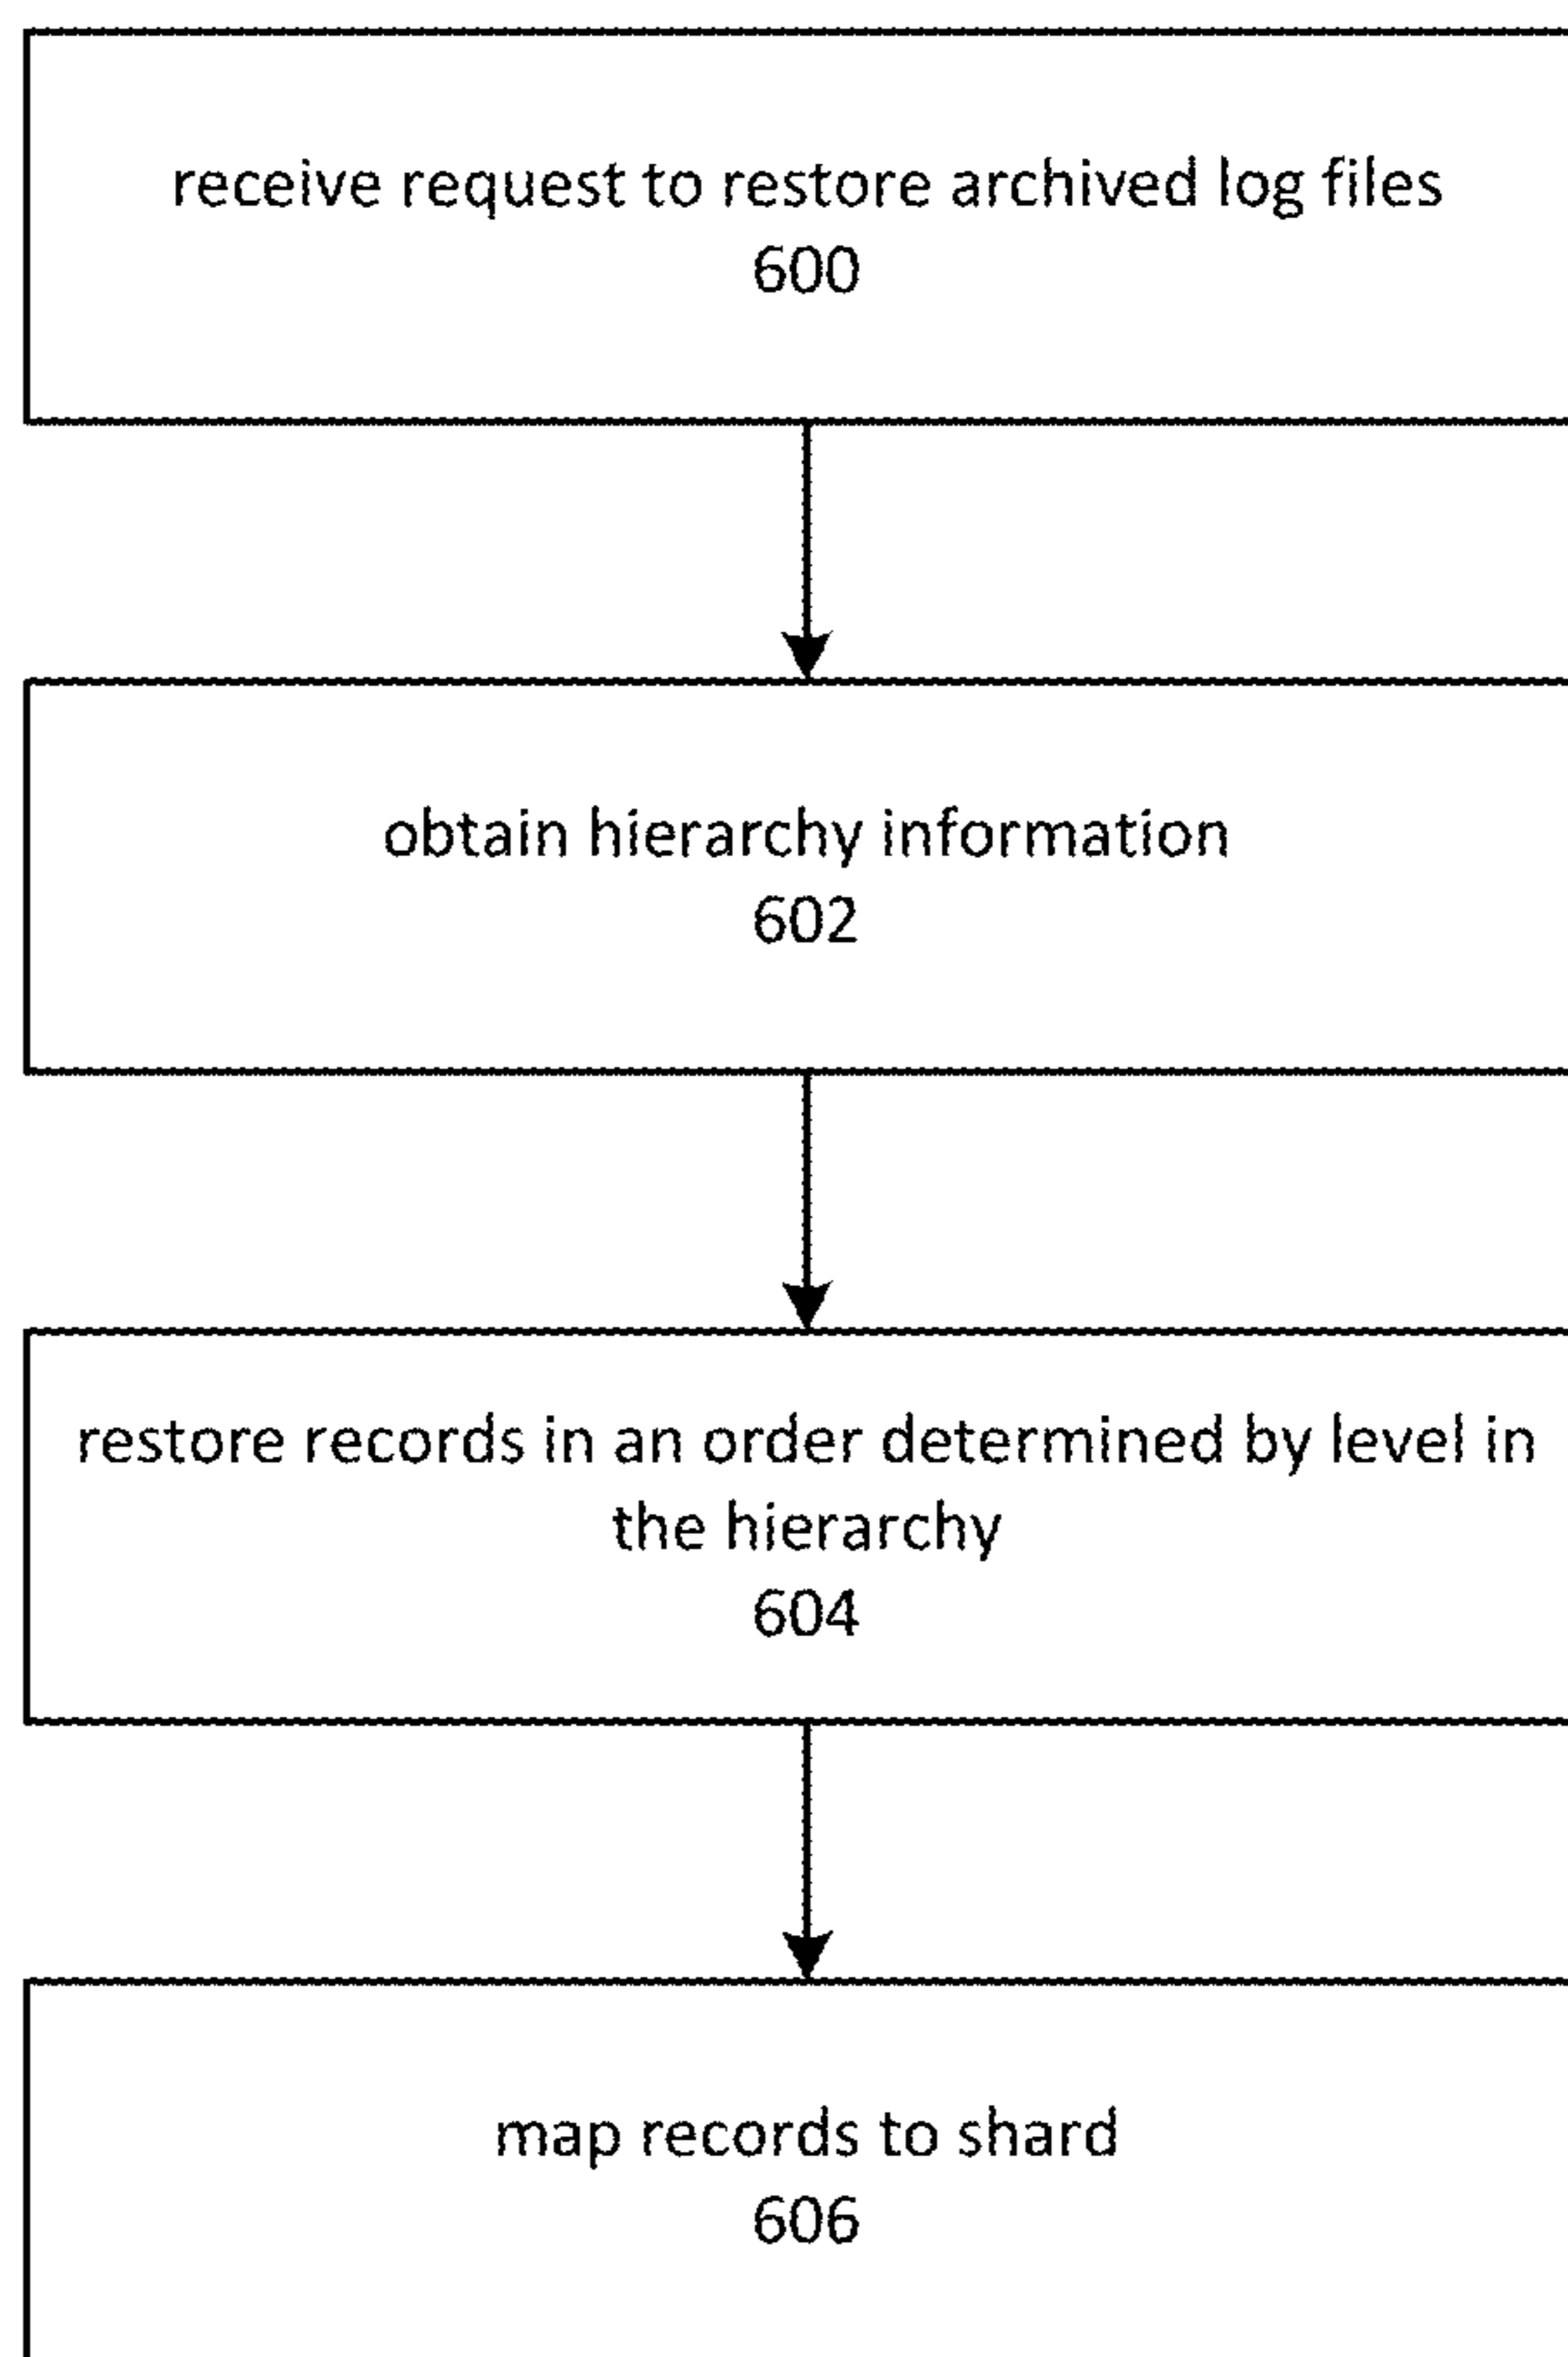 receive request to restore archived log files
600
obtain hierarchy information
602
restore records in an order determined by level in
the hierarchy
604
map records to shard
606